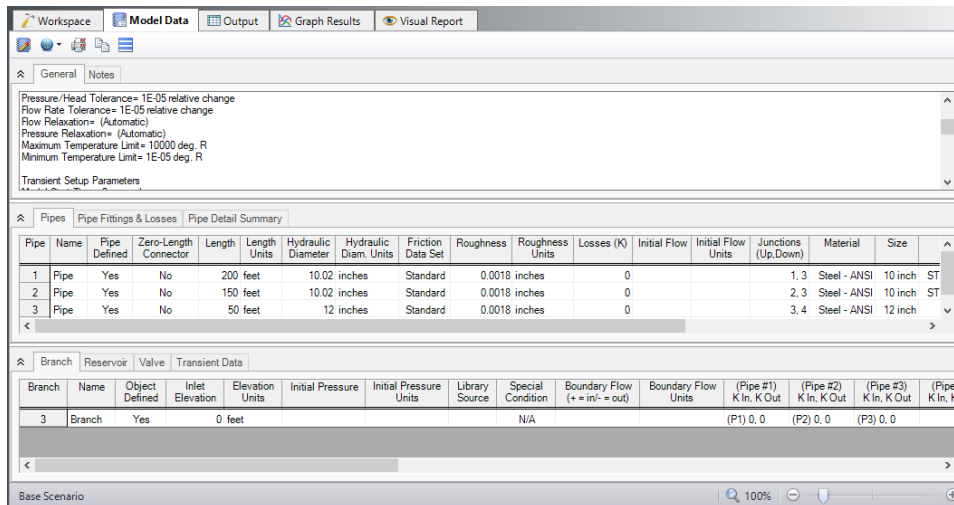 Workspace Model Data Output Graph Results Visual Report
General Notes
Pressure/Head Tolerance= 1E-05 relative change
Flow Rate Tolerance= 1E-05 relative change
Flow Relaxation= (Automatic)
Pressure Relaxation= (Automatic)
Maximum Temperature Limit= 10000 deg. R
Minimum Temperature Limit= 1E-05 deg. R
Transient Setup Parameters
Pipes Pipe Fittings & Losses Pipe Detail Summary
Pipe Name Pipe Defined Zero-Length Connector Length Length Units Hydraulic Diameter Hydraulic Diam. Units Friction Data Set Roughness Roughness Units Losses (K) Initial Flow Initial Flow Units Junctions (Up,Down) Material Size
1 Pipe Yes No 200 feet 10.02 inches Standard 0.0018 inches 0 1, 3 Steel - ANSI 10 inch ST
2 Pipe Yes No 150 feet 10.02 inches Standard 0.0018 inches 0 2, 3 Steel - ANSI 10 inch ST
3 Pipe Yes No 50 feet 12 inches Standard 0.0018 inches 0 3, 4 Steel - ANSI 12 inch
Branch Reservoir Valve Transient Data
Branch Name Object Defined Inlet Elevation Elevation Units Initial Pressure Initial Pressure Units Library Source Special Condition Boundary Flow (+ = in/- = out) Boundary Flow Units (Pipe #1) K In, K Out (Pipe #2) K In, K Out (Pipe #3) K In, K Out (Pipe K In, K
3 Branch Yes 0 feet N/A (P1) 0, 0 (P2) 0, 0 (P3) 0, 0
Base Scenario 100%